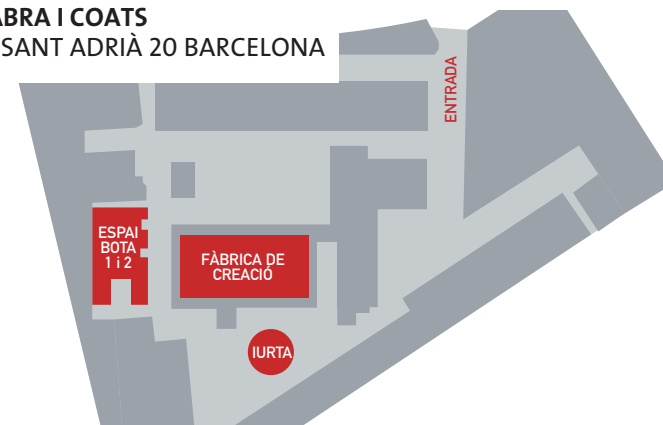 ABRA I COATS
SANT ADRIÀ 20 BARCELONA
ENTRADA
ESPAI
BOTA
1 i 2
FÀBRICA DE
CREACIÓ
IURTA